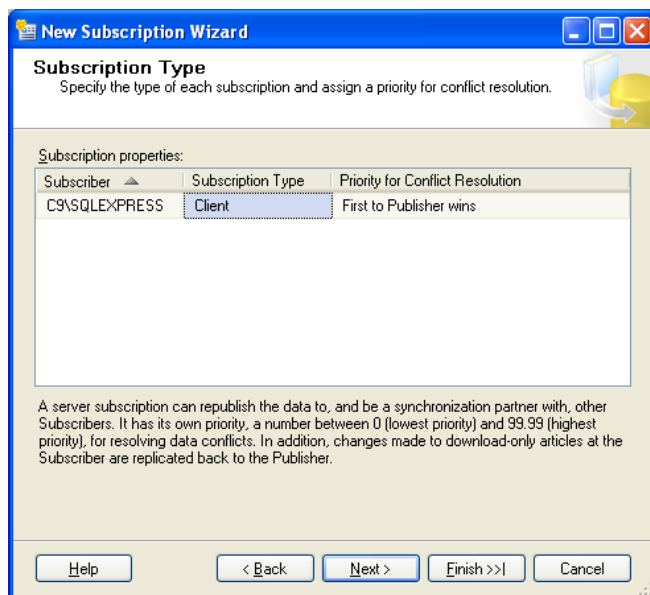 New Subscription Wizard
Subscription Type
Specify the type of each subscription and assign a priority for conflict resolution.
Subscription properties:
Subscriber Subscription Type Priority for Conflict Resolution
C9\SQLEXPRESS Client First to Publisher wins
A server subscription can republish the data to, and be a synchronization partner with, other
Subscribers. It has its own priority, a number between 0 (lowest priority) and 99.99 (highest
priority), for resolving data conflicts. In addition, changes made to download-only articles at the
Subscriber are replicated back to the Publisher.
Help < Back Next > Finish >>| Cancel